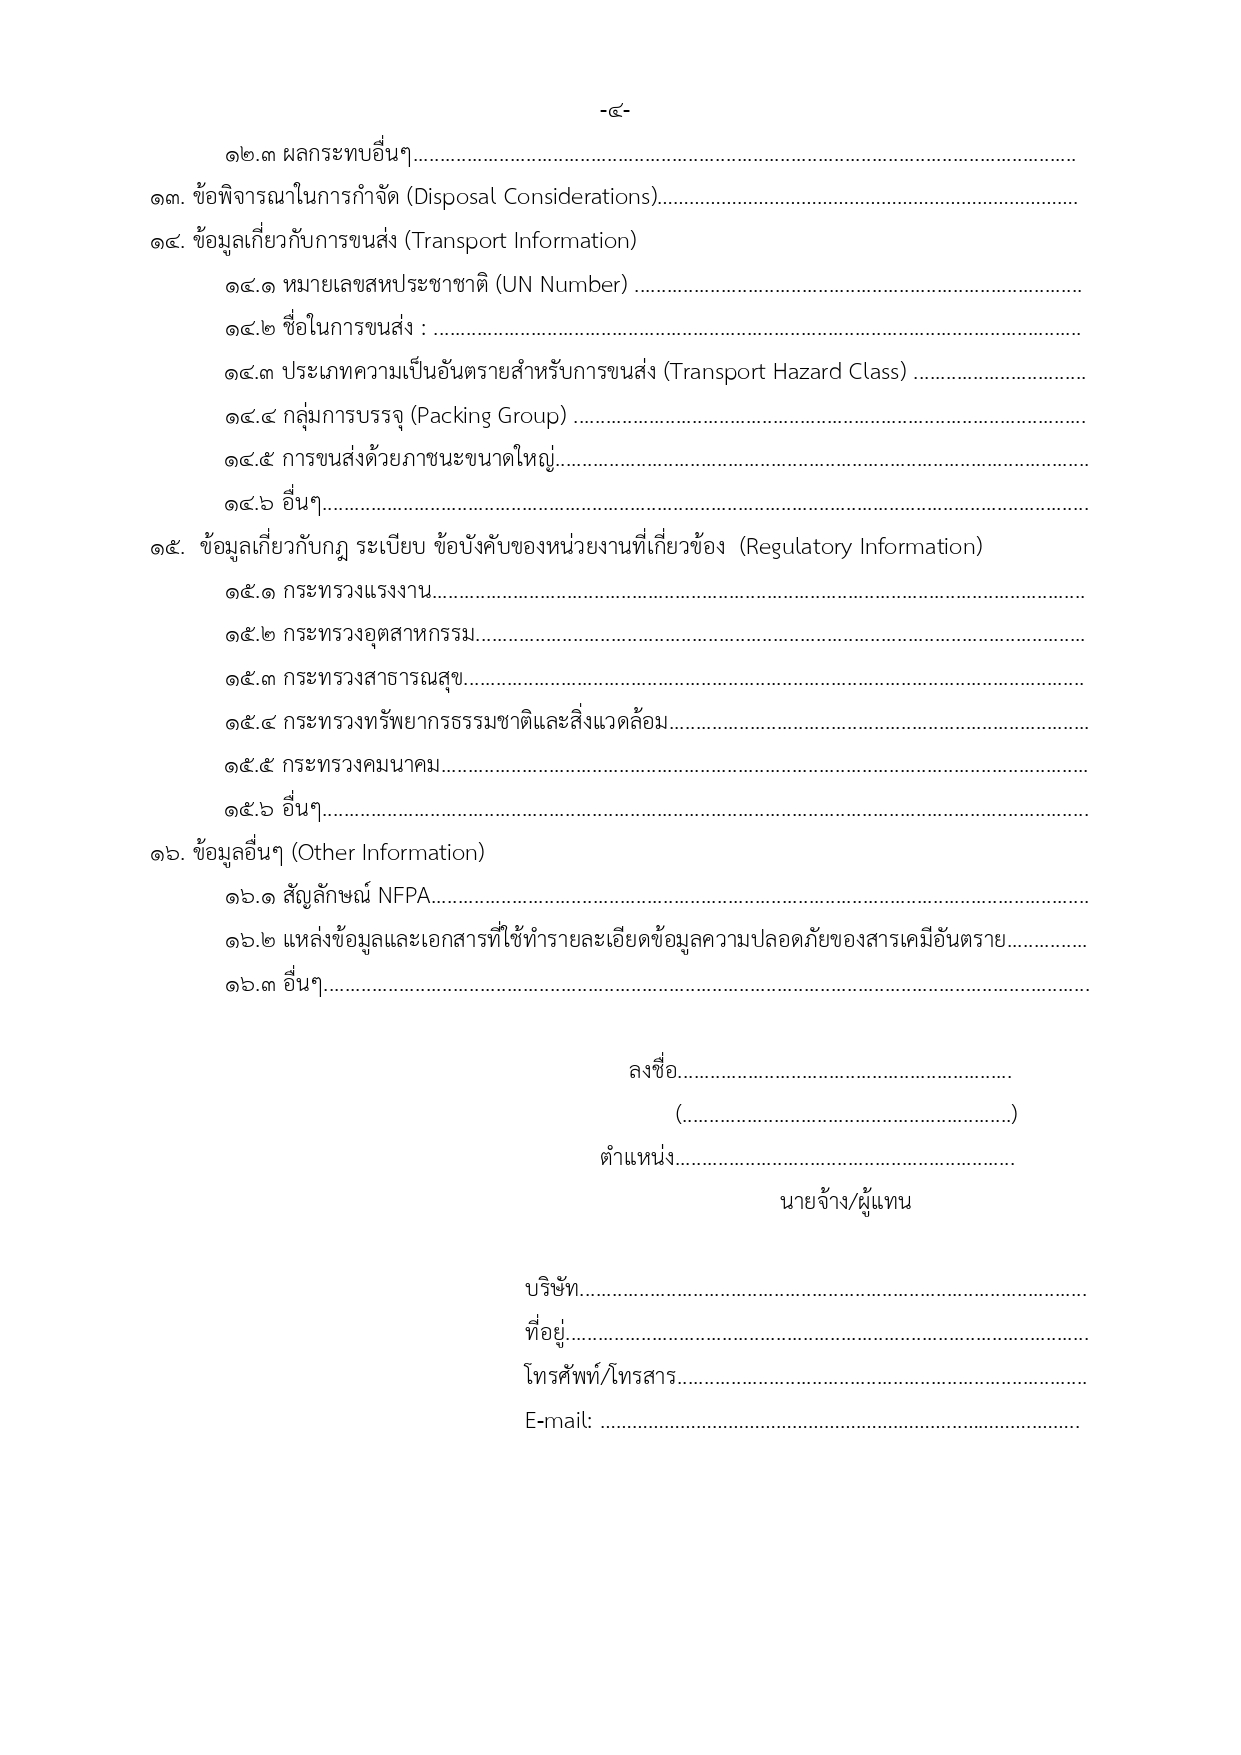 -๔-
๑๒.๓ ผลกระทบอื่นๆ..........................................................................................................................
๑๓. ข้อพิจารณาในการกำจัด (Disposal Considerations)..............................................................................
๑๔. ข้อมูลเกี่ยวกับการขนส่ง (Transport Information)
๑๔.๑ หมายเลขสหประชาชาติ (UN Number) ...................................................................................
๑๔.๒ ชื่อในการขนส่ง : ........................................................................................................................
๑๔.๓ ประเภทความเป็นอันตรายสำหรับการขนส่ง (Transport Hazard Class) ................................
๑๔.๔ กลุ่มการบรรจุ (Packing Group) ...............................................................................................
๑๔.๕ การขนส่งด้วยภาชนะขนาดใหญ่...................................................................................................
๑๔.๖ อื่นๆ..............................................................................................................................................
๑๕. ข้อมูลเกี่ยวกับกฎ ระเบียบ ข้อบังคับของหน่วยงานที่เกี่ยวข้อง (Regulatory Information)
๑๕.๑ กระทรวงแรงงาน.........................................................................................................................
๑๕.๒ กระทรวงอุตสาหกรรม.................................................................................................................
๑๕.๓ กระทรวงสาธารณสุข...................................................................................................................
๑๕.๔ กระทรวงทรัพยากรธรรมชาติและสิ่งแวดล้อม..............................................................................
๑๕.๕ กระทรวงคมนาคม........................................................................................................................
๑๕.๖ อื่นๆ..............................................................................................................................................
๑๖. ข้อมูลอื่นๆ (Other Information)
๑๖.๑ สัญลักษณ์ NFPA..........................................................................................................................
๑๖.๒ แหล่งข้อมูลและเอกสารที่ใช้ทำรายละเอียดข้อมูลความปลอดภัยของสารเคมีอันตราย...............
๑๖.๓ อื่นๆ..............................................................................................................................................
ลงชื่อ..............................................................
(.............................................................)
ตำแหน่ง...............................................................
นายจ้าง/ผู้แทน
บริษัท..............................................................................................
ที่อยู่.................................................................................................
โทรศัพท์/โทรสาร............................................................................
E-mail: .........................................................................................